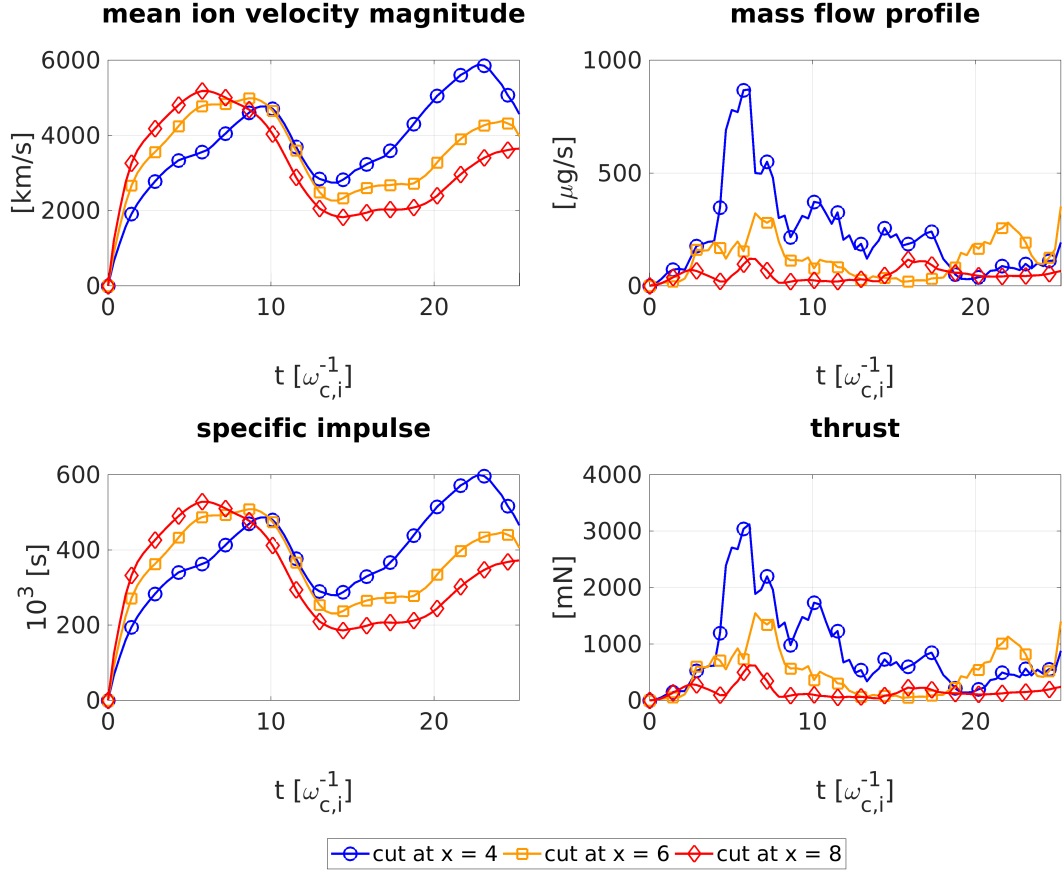 mean ion velocity magnitude
6000
4000
2000
0
[km/s]
0 10 20
t [ω_{c,i}^{-1}]
mass flow profile
1000
500
0
[μg/s]
0 10 20
t [ω_{c,i}^{-1}]
specific impulse
600
400
200
0
10^3 [s]
0 10 20
t [ω_{c,i}^{-1}]
thrust
4000
3000
2000
1000
0
[mN]
0 10 20
t [ω_{c,i}^{-1}]
cut at x = 4 cut at x = 6 cut at x = 8